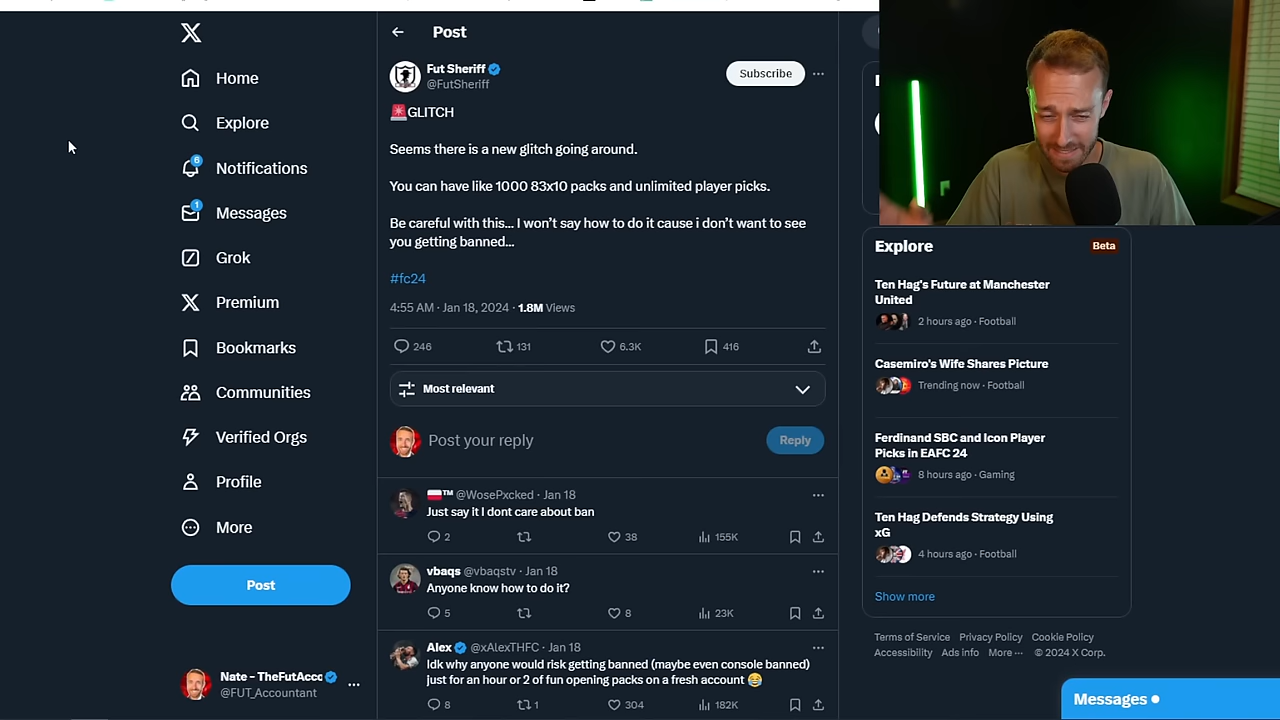 Home
Explore
6
Notifications
1
Messages
Grok
Premium
Bookmarks
Communities
Verified Orgs
Profile
More
Post
Nate - TheFutAccc
@FUT_Accountant
Post
Fut Sheriff
@FutSheriff
Subscribe
🚨GLITCH
Seems there is a new glitch going around.
You can have like 1000 83x10 packs and unlimited player picks.
Be careful with this... I won't say how to do it cause i don't want to see
you getting banned...
#fc24
4:55 AM · Jan 18, 2024 · 1.8M Views
246
131
6.3K
416
Most relevant
Post your reply
Reply
🇵🇱™ @WosePxcked · Jan 18
Just say it I dont care about ban
2
38
155K
vbaqs @vbaqstv · Jan 18
Anyone know how to do it?
5
8
23K
Alex @xAlexTHFC · Jan 18
Idk why anyone would risk getting banned (maybe even console banned)
just for an hour or 2 of fun opening packs on a fresh account 😂
8
1
304
182K
Explore
Beta
Ten Hag's Future at Manchester
United
2 hours ago · Football
Casemiro's Wife Shares Picture
Trending now · Football
Ferdinand SBC and Icon Player
Picks in EAFC 24
8 hours ago · Gaming
Ten Hag Defends Strategy Using
xG
4 hours ago · Football
Show more
Terms of Service Privacy Policy Cookie Policy
Accessibility Ads info More ··· © 2024 X Corp.
Messages